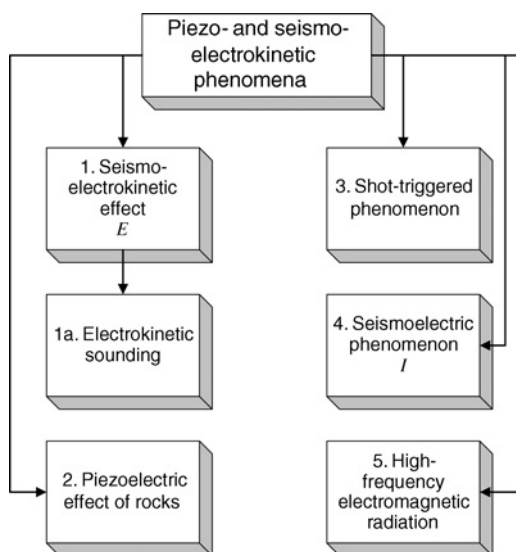 Piezo- and seismo-
electrokinetic
phenomena
1. Seismo-
electrokinetic
effect
E
1a. Electrokinetic
sounding
2. Piezoelectric
effect of rocks
3. Shot-triggered
phenomenon
4. Seismoelectric
phenomenon
I
5. High-
frequency
electromagnetic
radiation